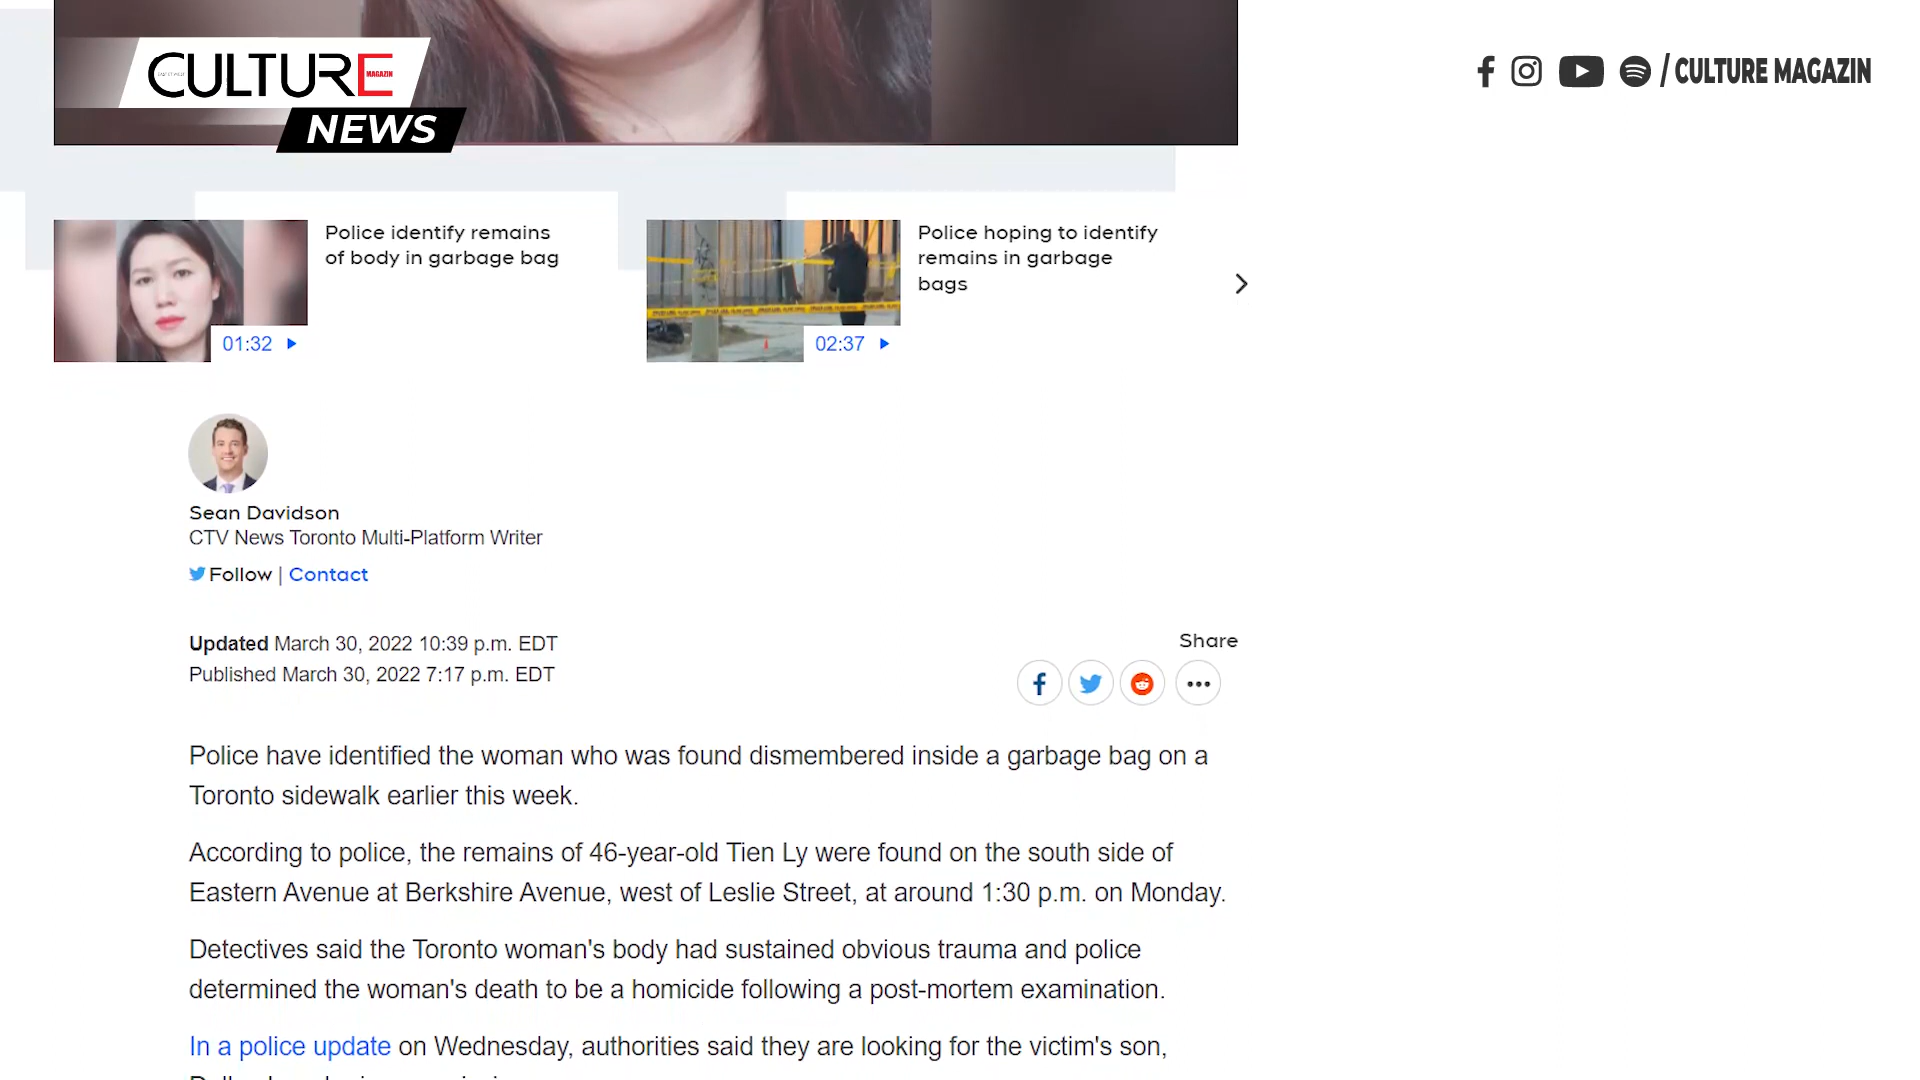 CULTURE
MAGAZIN
NEWS
/ CULTURE MAGAZIN
Police identify remains
of body in garbage bag
01:32
Police hoping to identify
remains in garbage
bags
02:37
Sean Davidson
CTV News Toronto Multi-Platform Writer
Follow | Contact
Updated March 30, 2022 10:39 p.m. EDT
Published March 30, 2022 7:17 p.m. EDT
Share
Police have identified the woman who was found dismembered inside a garbage bag on a
Toronto sidewalk earlier this week.
According to police, the remains of 46-year-old Tien Ly were found on the south side of
Eastern Avenue at Berkshire Avenue, west of Leslie Street, at around 1:30 p.m. on Monday.
Detectives said the Toronto woman's body had sustained obvious trauma and police
determined the woman's death to be a homicide following a post-mortem examination.
In a police update on Wednesday, authorities said they are looking for the victim's son,